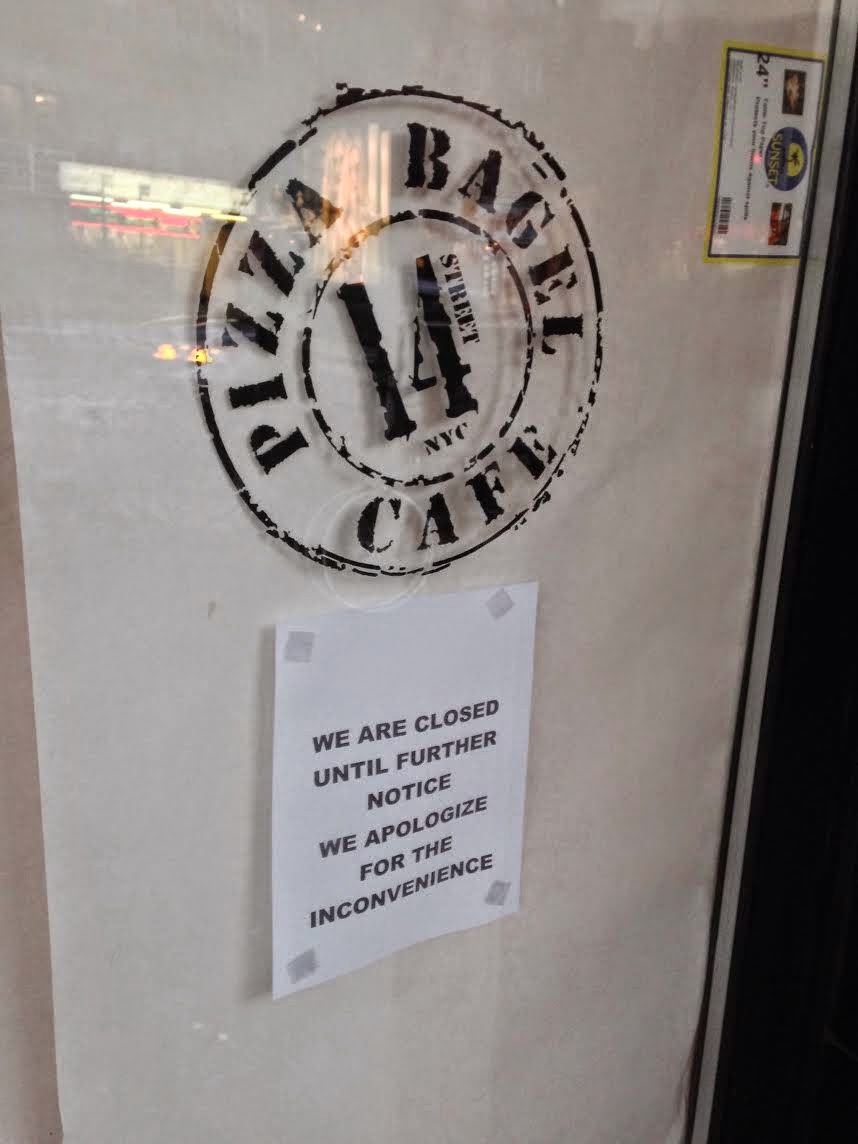 PIZZA BAGEL
CAFE
14
STREET
NYC
24"
SUNSET
WE ARE CLOSED
UNTIL FURTHER
NOTICE
WE APOLOGIZE
FOR THE
INCONVENIENCE